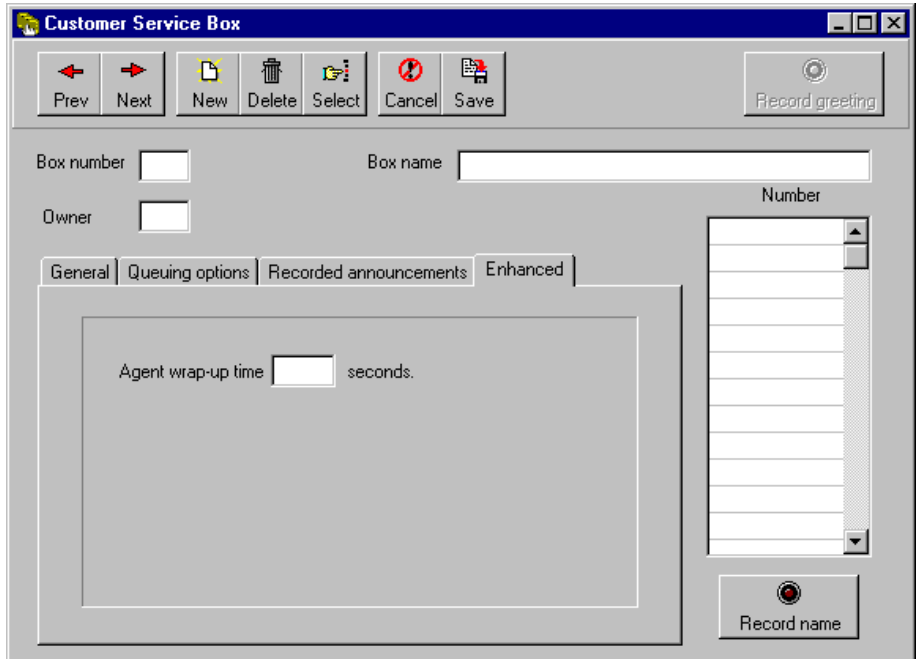 Customer Service Box
Prev Next New Delete Select Cancel Save Record greeting
Box number Box name
Number
Owner
General Queuing options Recorded announcements Enhanced
Agent wrap-up time seconds.
Record name